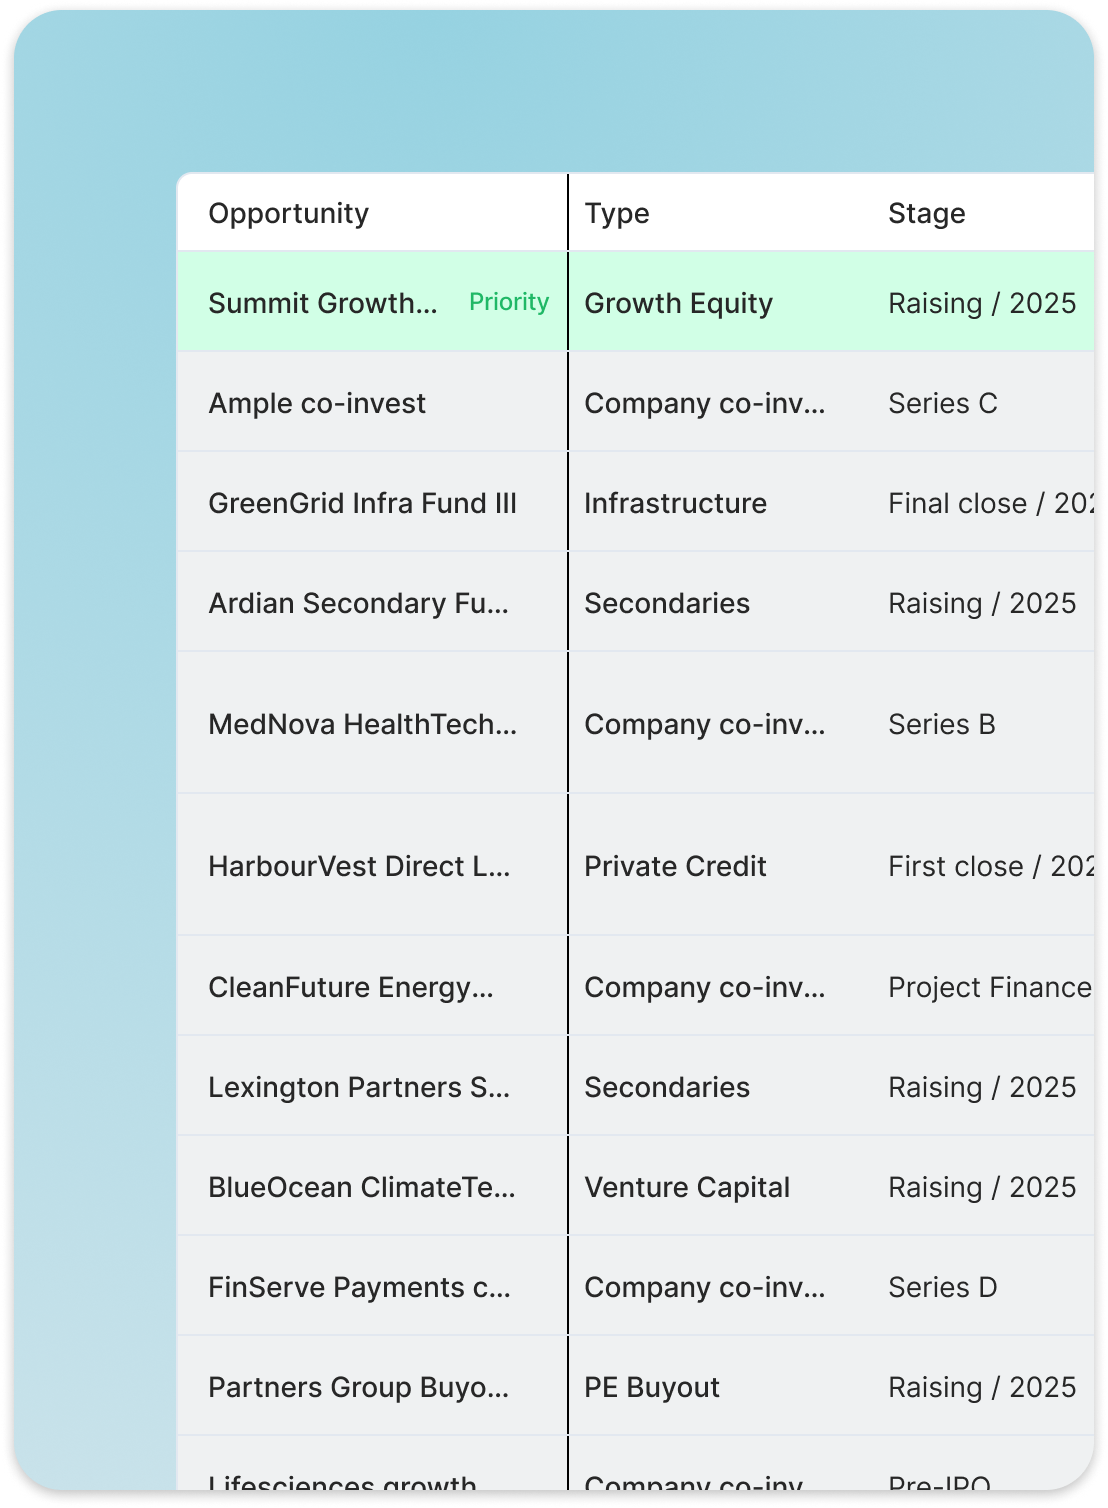 Opportunity Type Stage
Summit Growth... Priority Growth Equity Raising / 2025
Ample co-invest Company co-inv... Series C
GreenGrid Infra Fund III Infrastructure Final close /
Ardian Secondary Fu... Secondaries Raising / 2025
MedNova HealthTech... Company co-inv... Series B
HarbourVest Direct L... Private Credit First close /
CleanFuture Energy... Company co-inv... Project Finance
Lexington Partners S... Secondaries Raising / 2025
BlueOcean ClimateTe... Venture Capital Raising / 2025
FinServe Payments c... Company co-inv... Series D
Partners Group Buyo... PE Buyout Raising / 2025
Lifesciences growth Company co-inv Pre-IPO